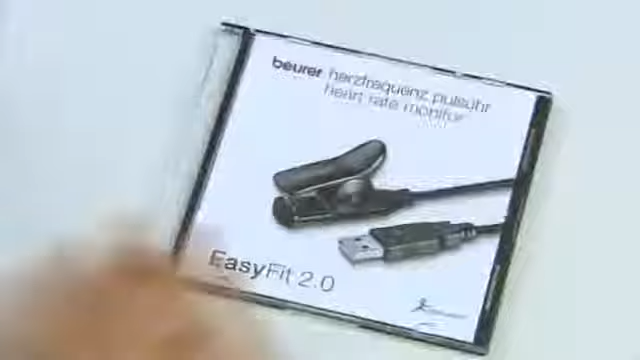 beurer herzfrequenz pulsuhr
heart rate monitor
EasyFit 2.0